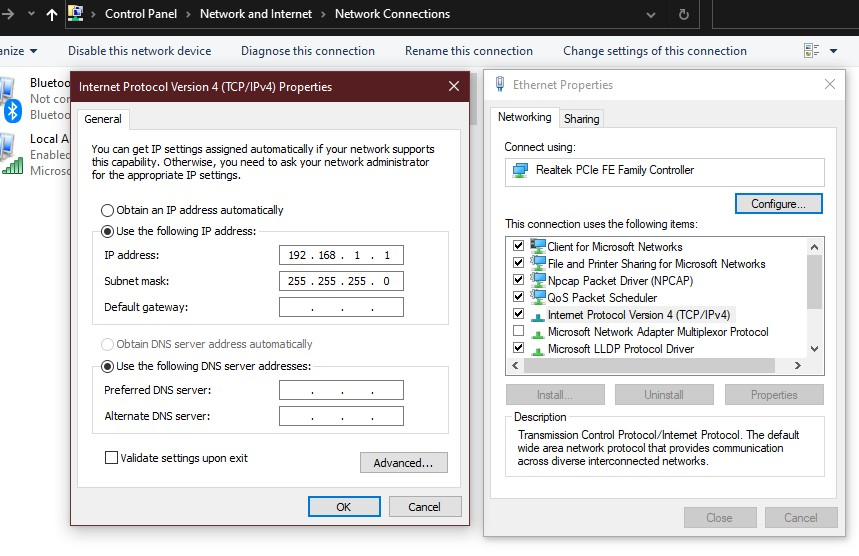 Control Panel > Network and Internet > Network Connections
anize
Disable this network device
Diagnose this connection
Rename this connection
Change settings of this connection
Bluetoo
Not con
Bluetoo
Local A
Enabled
Microso
Internet Protocol Version 4 (TCP/IPv4) Properties
General
You can get IP settings assigned automatically if your network supports
this capability. Otherwise, you need to ask your network administrator
for the appropriate IP settings.
Obtain an IP address automatically
Use the following IP address:
IP address:
192 . 168 . 1 . 1
Subnet mask:
255 . 255 . 255 . 0
Default gateway:
. . .
Obtain DNS server address automatically
Use the following DNS server addresses:
Preferred DNS server:
. . .
Alternate DNS server:
. . .
Validate settings upon exit
Advanced...
OK
Cancel
Ethernet Properties
Networking
Sharing
Connect using:
Realtek PCIe FE Family Controller
Configure...
This connection uses the following items:
Client for Microsoft Networks
File and Printer Sharing for Microsoft Networks
Npcap Packet Driver (NPCAP)
QoS Packet Scheduler
Internet Protocol Version 4 (TCP/IPv4)
Microsoft Network Adapter Multiplexor Protocol
Microsoft LLDP Protocol Driver
Install...
Uninstall
Properties
Description
Transmission Control Protocol/Internet Protocol. The default
wide area network protocol that provides communication
across diverse interconnected networks.
Close
Cancel